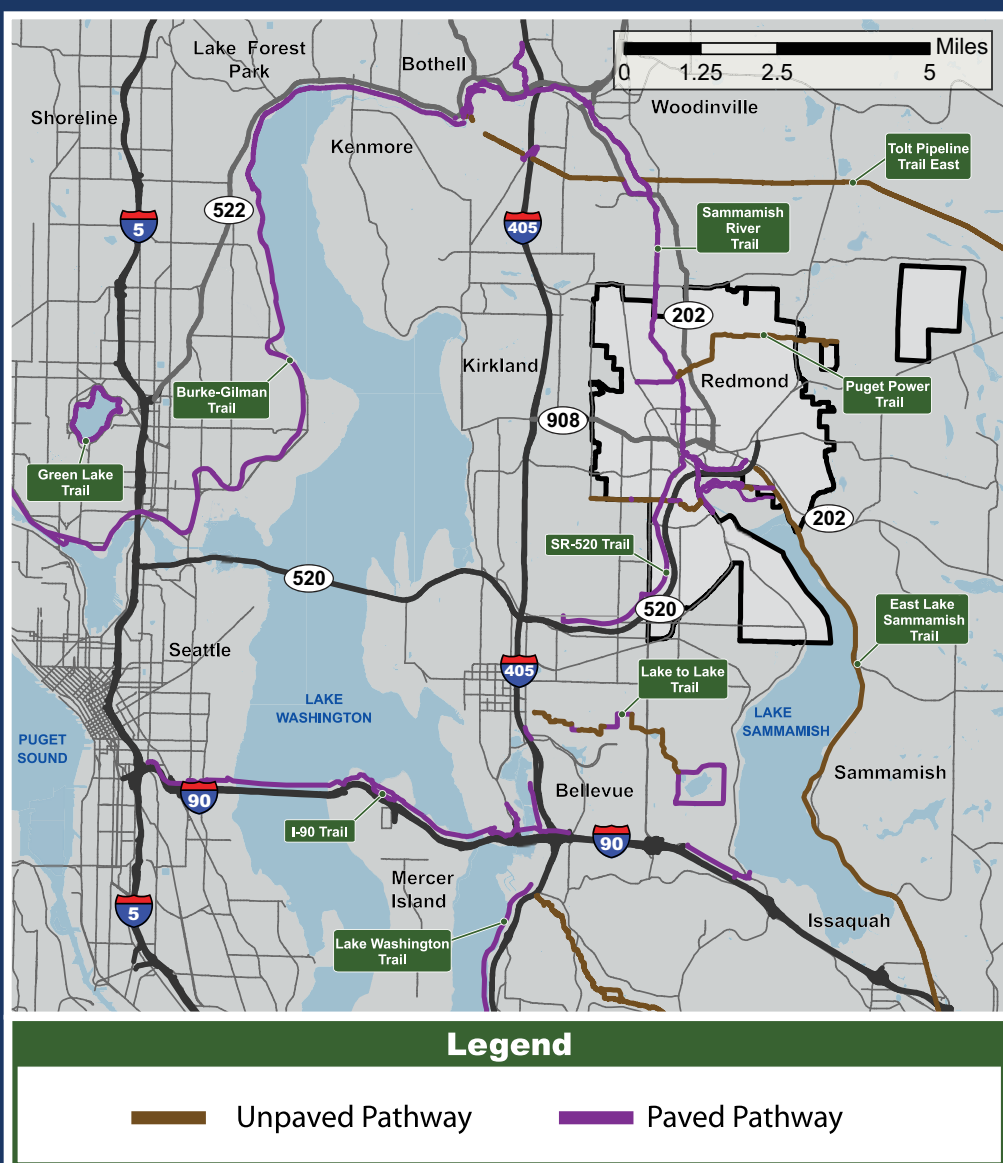 Lake Forest
Park
Bothell
Miles
0 1.25 2.5 5
Woodinville
Shoreline
Kenmore
Tolt Pipeline
Trail East
522
5
405
Sammamish
River
Trail
202
Kirkland
Redmond
Burke-Gilman
Trail
Puget Power
Trail
908
Green Lake
Trail
202
SR-520 Trail
520
520
East Lake
Sammamish
Trail
Seattle
405
Lake to Lake
Trail
LAKE
WASHINGTON
LAKE
SAMMAMISH
PUGET
SOUND
Sammamish
90
Bellevue
I-90 Trail
90
Mercer
Island
5
Issaquah
Lake Washington
Trail
Legend
Unpaved Pathway
Paved Pathway